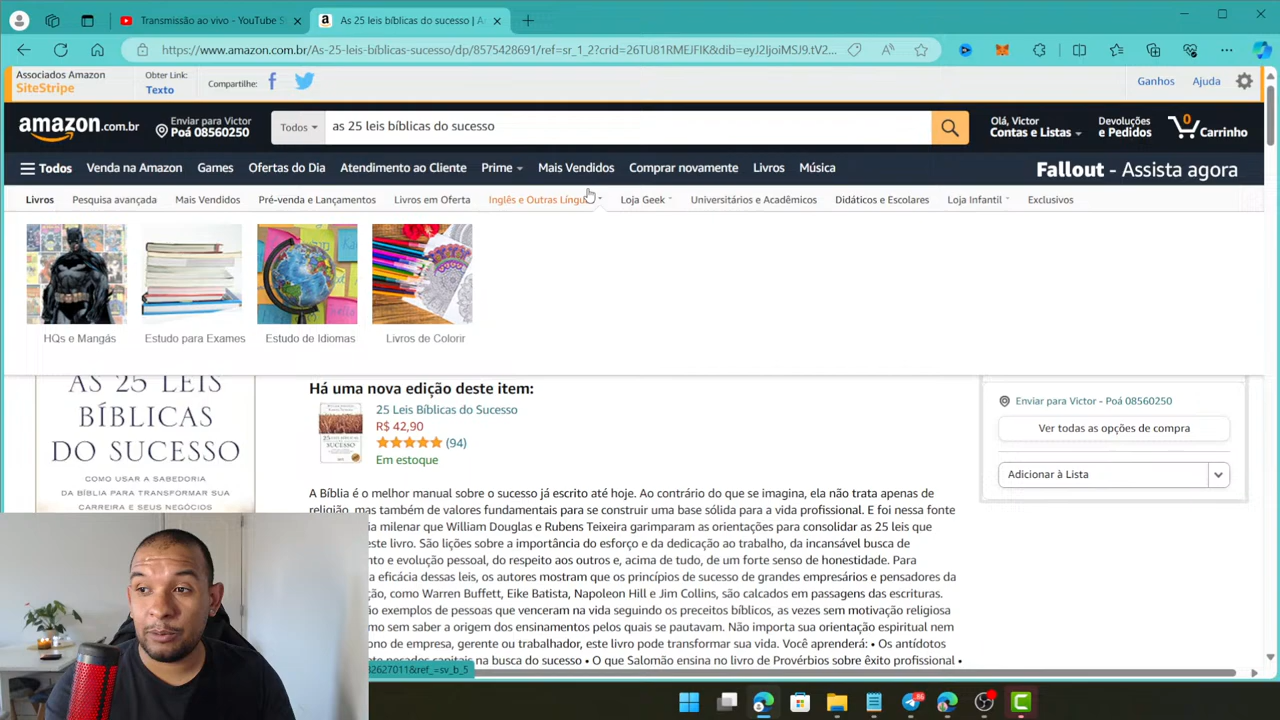 Transmissão ao vivo - YouTube S
As 25 leis bíblicas do sucesso | A
https://www.amazon.com.br/As-25-leis-bíblicas-sucesso/dp/8575428691/ref=sr_1_2?crid=26TU81RMEJFIK&dib=eyJ2IjoiMSJ9.tV2...
Associados Amazon
SiteStripe
Obter Link:
Texto
Compartilhe:
Ganhos
Ajuda
amazon.com.br
Enviar para Victor
Poá 08560250
Todos
as 25 leis bíblicas do sucesso
Olá, Victor
Contas e Listas
Devoluções
e Pedidos
0
Carrinho
Todos
Venda na Amazon
Games
Ofertas do Dia
Atendimento ao Cliente
Prime
Mais Vendidos
Comprar novamente
Livros
Música
Fallout - Assista agora
Livros
Pesquisa avançada
Mais Vendidos
Pré-venda e Lançamentos
Livros em Oferta
Inglês e Outras Língu
Loja Geek
Universitários e Acadêmicos
Didáticos e Escolares
Loja Infantil
Exclusivos
HQs e Mangás
Estudo para Exames
Estudo de Idiomas
Livros de Colorir
AS 25 LEIS
BÍBLICAS
DO SUCESSO
COMO USAR A SABEDORIA
DA BÍBLIA PARA TRANSFORMAR SUA
CARREIRA E SEUS NEGÓCIOS
Há uma nova edição deste item:
25 Leis Bíblicas do Sucesso
R$ 42,90
(94)
Em estoque
Enviar para Victor - Poá 08560250
Ver todas as opções de compra
Adicionar à Lista
A Bíblia é o melhor manual sobre o sucesso já escrito até hoje. Ao contrário do que se imagina, ela não trata apenas de
religião, mas também de valores fundamentais para se construir uma base sólida para a vida profissional. E foi nessa fonte
ia milenar que William Douglas e Rubens Teixeira garimparam as orientações para consolidar as 25 leis que
este livro. São lições sobre a importância do esforço e da dedicação ao trabalho, da incansável busca de
nto e evolução pessoal, do respeito aos outros e, acima de tudo, de um forte senso de honestidade. Para
a eficácia dessas leis, os autores mostram que os princípios de sucesso de grandes empresários e pensadores da
ção, como Warren Buffett, Eike Batista, Napoleon Hill e Jim Collins, são calcados em passagens das escrituras.
io exemplos de pessoas que venceram na vida seguindo os preceitos bíblicos, as vezes sem motivação religiosa
como sem saber a origem dos ensinamentos pelos quais se pautavam. Não importa sua orientação espiritual nem
ono de empresa, gerente ou trabalhador, este livro pode transformar sua vida. Você aprenderá: • Os antídotos
pecados capitais na busca do sucesso • O que Salomão ensina no livro de Provérbios sobre êxito profissional •
32627011&ref_=sv_b_5